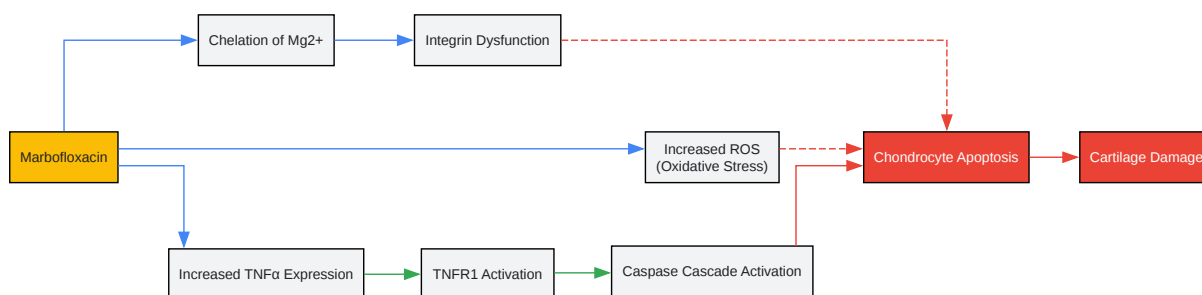 Chelation of Mg2+
Integrin Dysfunction
Marbofloxacin
Increased ROS
(Oxidative Stress)
Chondrocyte Apoptosis
Cartilage Damage
Increased TNFα Expression
TNFR1 Activation
Caspase Cascade Activation